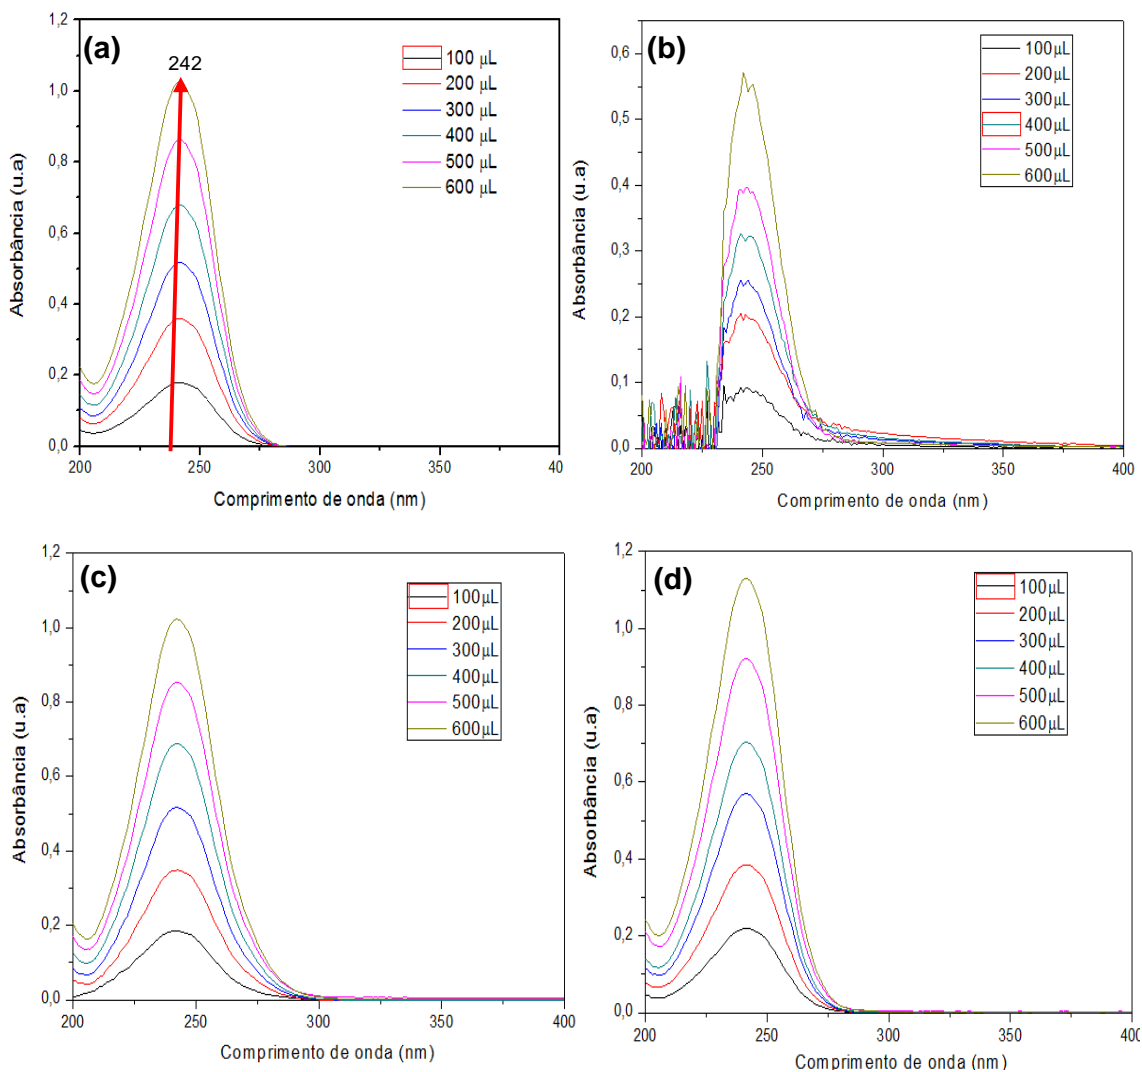 (a)
242
100 µL
200 µL
300 µL
400 µL
500 µL
600 µL
1,2
1,0
0,8
0,6
0,4
0,2
0,0
200
250
300
350
40
Absorbância (u.a)
Comprimento de onda (nm)
(b)
100µL
200µL
300µL
400µL
500µL
600µL
0,6
0,5
0,4
0,3
0,2
0,1
0,0
200
250
300
350
400
Absorbância (u.a)
Comprimento de onda (nm)
(c)
100µL
200µL
300µL
400µL
500µL
600µL
1,2
1,0
0,8
0,6
0,4
0,2
0,0
200
250
300
350
400
Absorbância (u.a)
Comprimento de onda (nm)
(d)
100µL
200µL
300µL
400µL
500µL
600µL
1,2
1,0
0,8
0,6
0,4
0,2
0,0
200
250
300
350
400
Absorbância (u.a)
Comprimento de onda (nm)